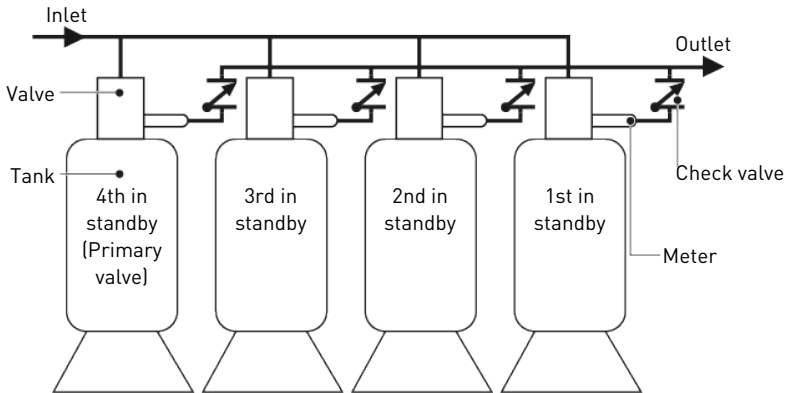 Inlet
Outlet
Valve
Tank
4th in
standby
(Primary
valve)
3rd in
standby
2nd in
standby
1st in
standby
Check valve
Meter